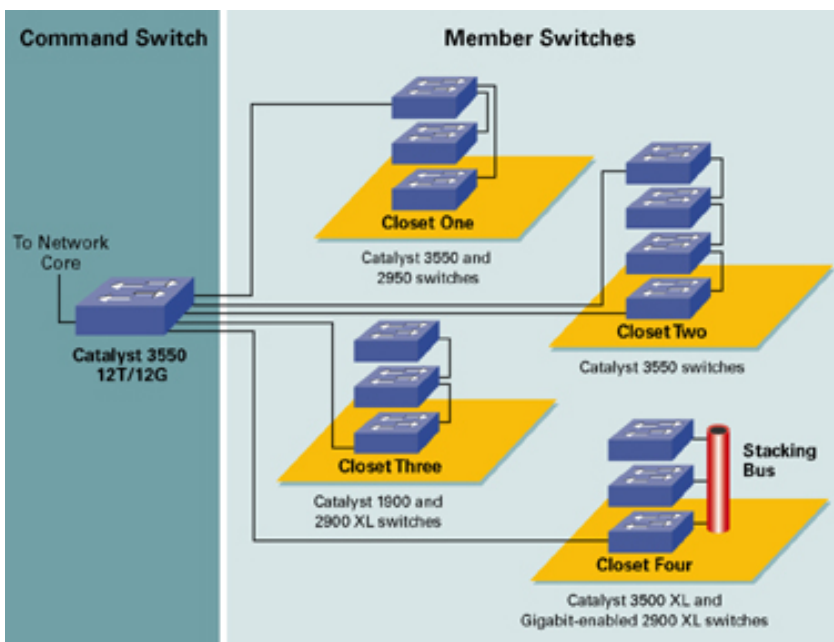 Command Switch
Member Switches
Closet One
Catalyst 3550 and
2950 switches
To Network
Core
Catalyst 3550
12T/12G
Closet Two
Catalyst 3550 switches
Closet Three
Catalyst 1900 and
2900 XL switches
Stacking
Bus
Closet Four
Catalyst 3500 XL and
Gigabit-enabled 2900 XL switches